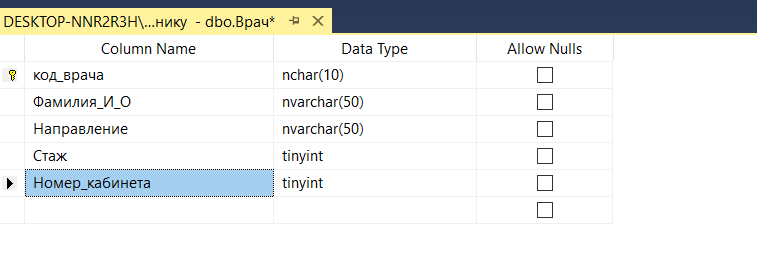 DESKTOP-NNR2R3H\...нику - dbo.Врач*
Column Name Data Type Allow Nulls
код_врача nchar(10)
Фамилия_И_О nvarchar(50)
Направление nvarchar(50)
Стаж tinyint
Номер_кабинета tinyint